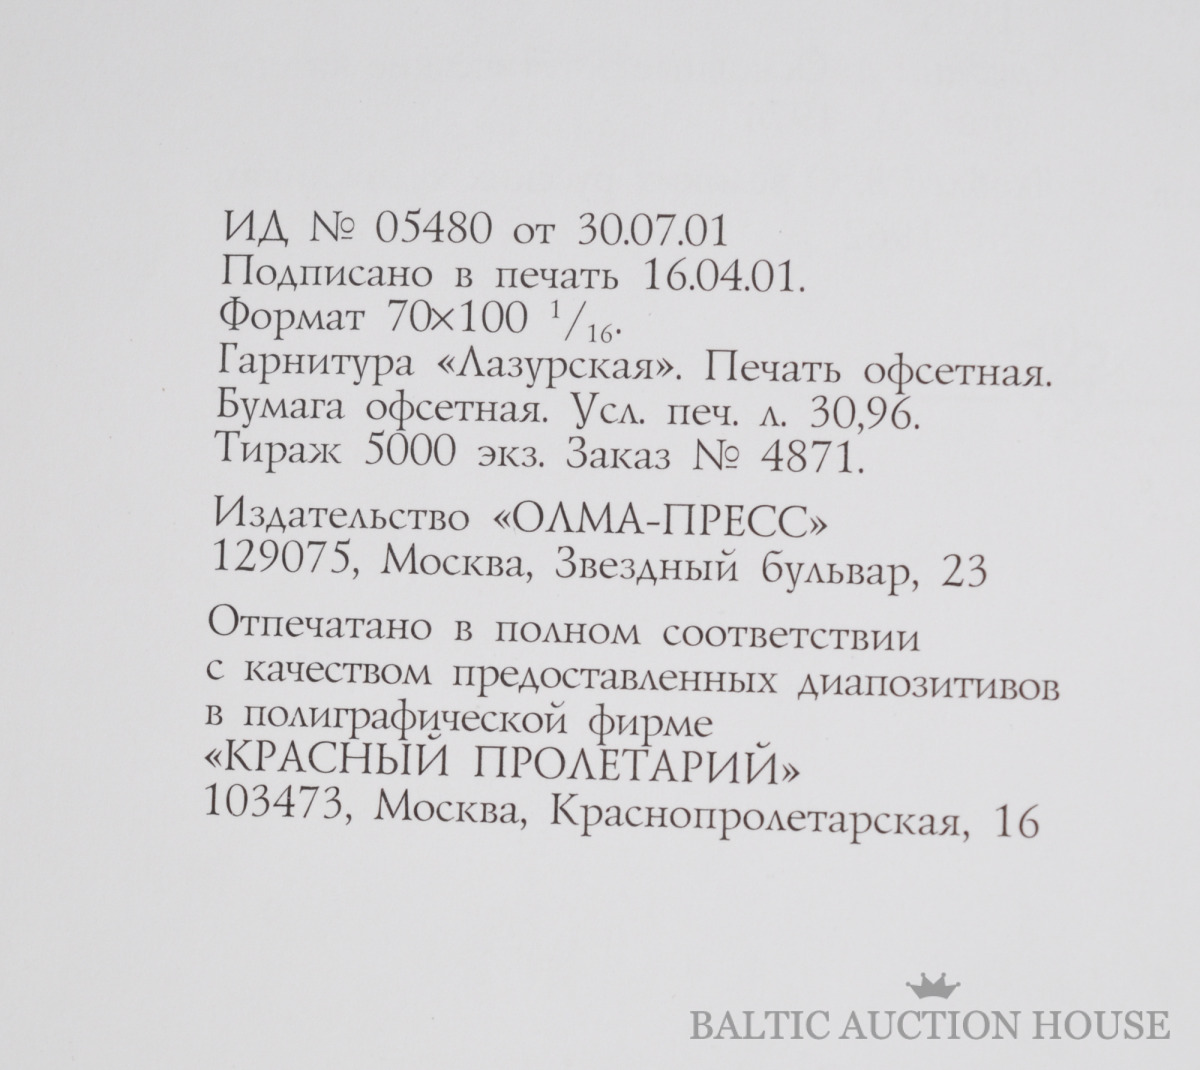 ИД № 05480 от 30.07.01
Подписано в печать 16.04.01.
Формат 70×100 1/16.
Гарнитура «Лазурская». Печать офсетная.
Бумага офсетная. Усл. печ. л. 30,96.
Тираж 5000 экз. Заказ № 4871.
Издательство «ОЛМА-ПРЕСС»
129075, Москва, Звездный бульвар, 23
Отпечатано в полном соответствии
с качеством предоставленных диапозитивов
в полиграфической фирме
«КРАСНЫЙ ПРОЛЕТАРИЙ»
103473, Москва, Краснопролетарская, 16
BALTIC AUCTION HOUSE